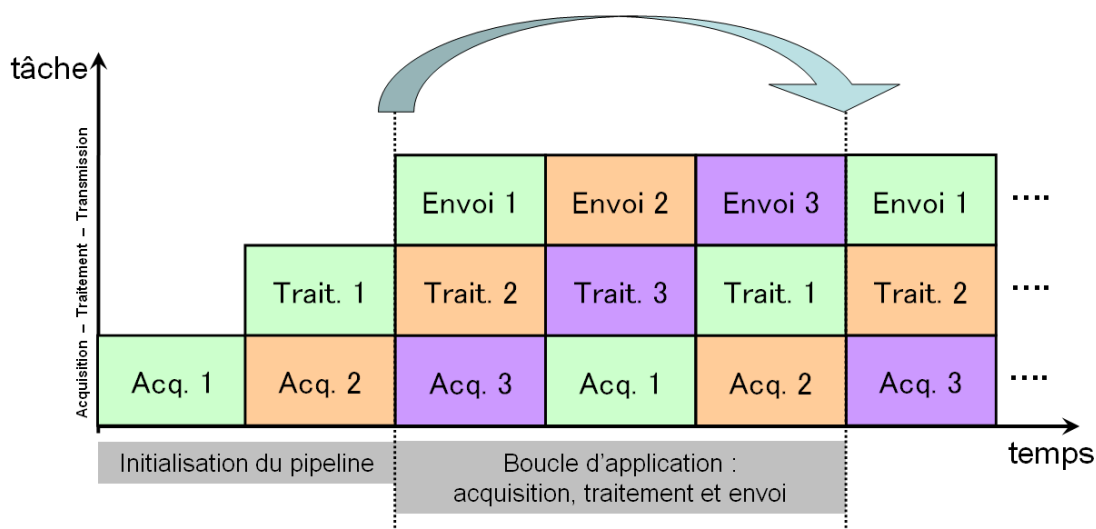 tâche
Acquisition – Traitement – Transmission
Envoi 1
Envoi 2
Envoi 3
Envoi 1
....
Trait. 1
Trait. 2
Trait. 3
Trait. 1
Trait. 2
....
Acq. 1
Acq. 2
Acq. 3
Acq. 1
Acq. 2
Acq. 3
....
temps
Initialisation du pipeline
Boucle d’application :
acquisition, traitement et envoi